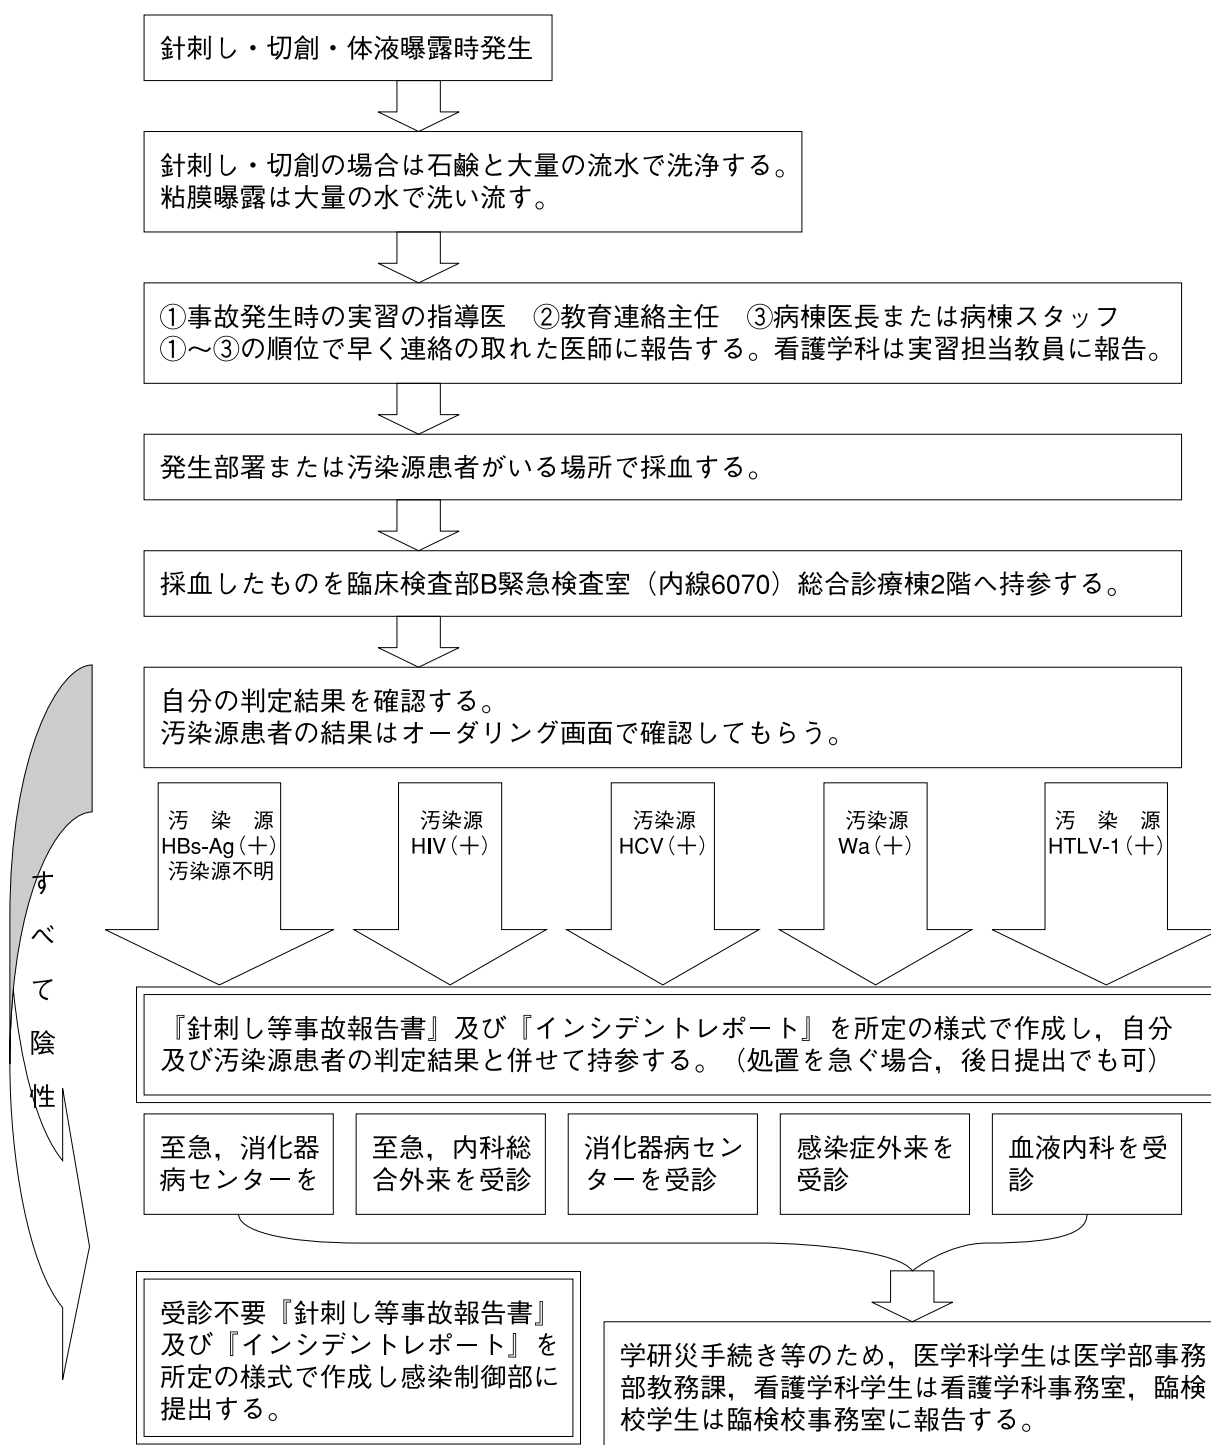 針刺し・切創・体液曝露時発生
針刺し・切創の場合は石鹸と大量の流水で洗浄する。
粘膜曝露は大量の水で洗い流す。
①事故発生時の実習の指導医　②教育連絡主任　③病棟医長または病棟スタッフ
①～③の順位で早く連絡の取れた医師に報告する。看護学科は実習担当教員に報告。
発生部署または汚染源患者がいる場所で採血する。
採血したものを臨床検査部B緊急検査室（内線6070）総合診療棟2階へ持参する。
自分の判定結果を確認する。
汚染源患者の結果はオーダリング画面で確認してもらう。
汚　染　源
HBs-Ag（＋）
汚染源不明
汚染源
HIV（＋）
汚染源
HCV（＋）
汚染源
Wa（＋）
汚　染　源
HTLV-1（＋）
すべて陰性
『針刺し等事故報告書』及び『インシデントレポート』を所定の様式で作成し，自分
及び汚染源患者の判定結果と併せて持参する。（処置を急ぐ場合，後日提出でも可）
至急，消化器
病センターを
至急，内科総
合外来を受診
消化器病セン
ターを受診
感染症外来を
受診
血液内科を受
診
受診不要『針刺し等事故報告書』
及び『インシデントレポート』を
所定の様式で作成し感染制御部に
提出する。
学研災手続き等のため，医学科学生は医学部事務
部教務課，看護学科学生は看護学科事務室，臨検
校学生は臨検校事務室に報告する。